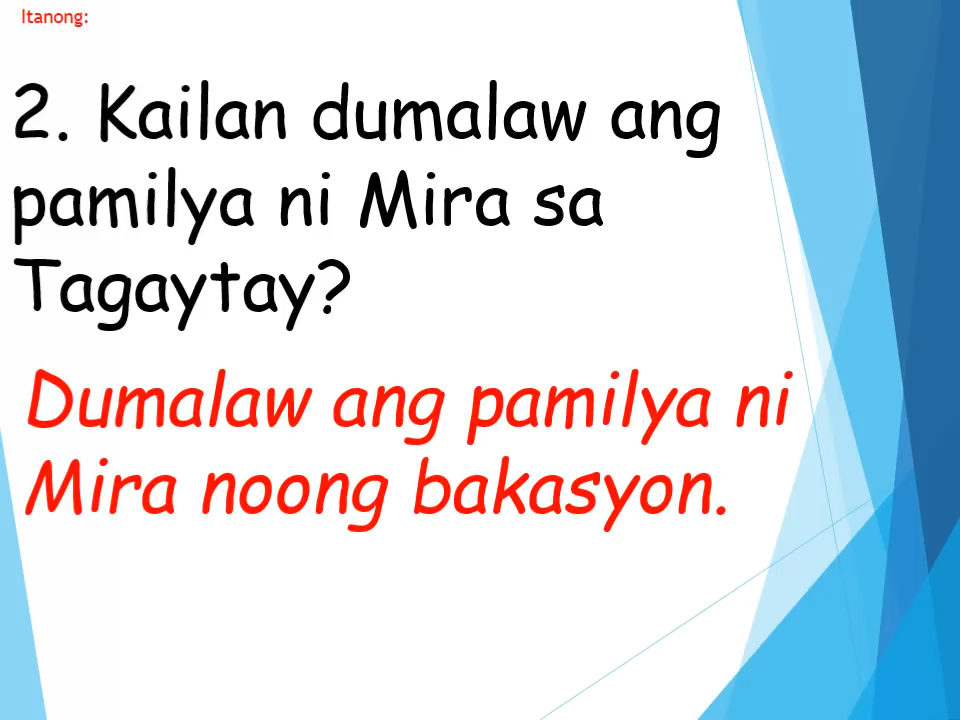 Itanong:
2. Kailan dumalaw ang
pamilya ni Mira sa
Tagaytay?
Dumalaw ang pamilya ni
Mira noong bakasyon.